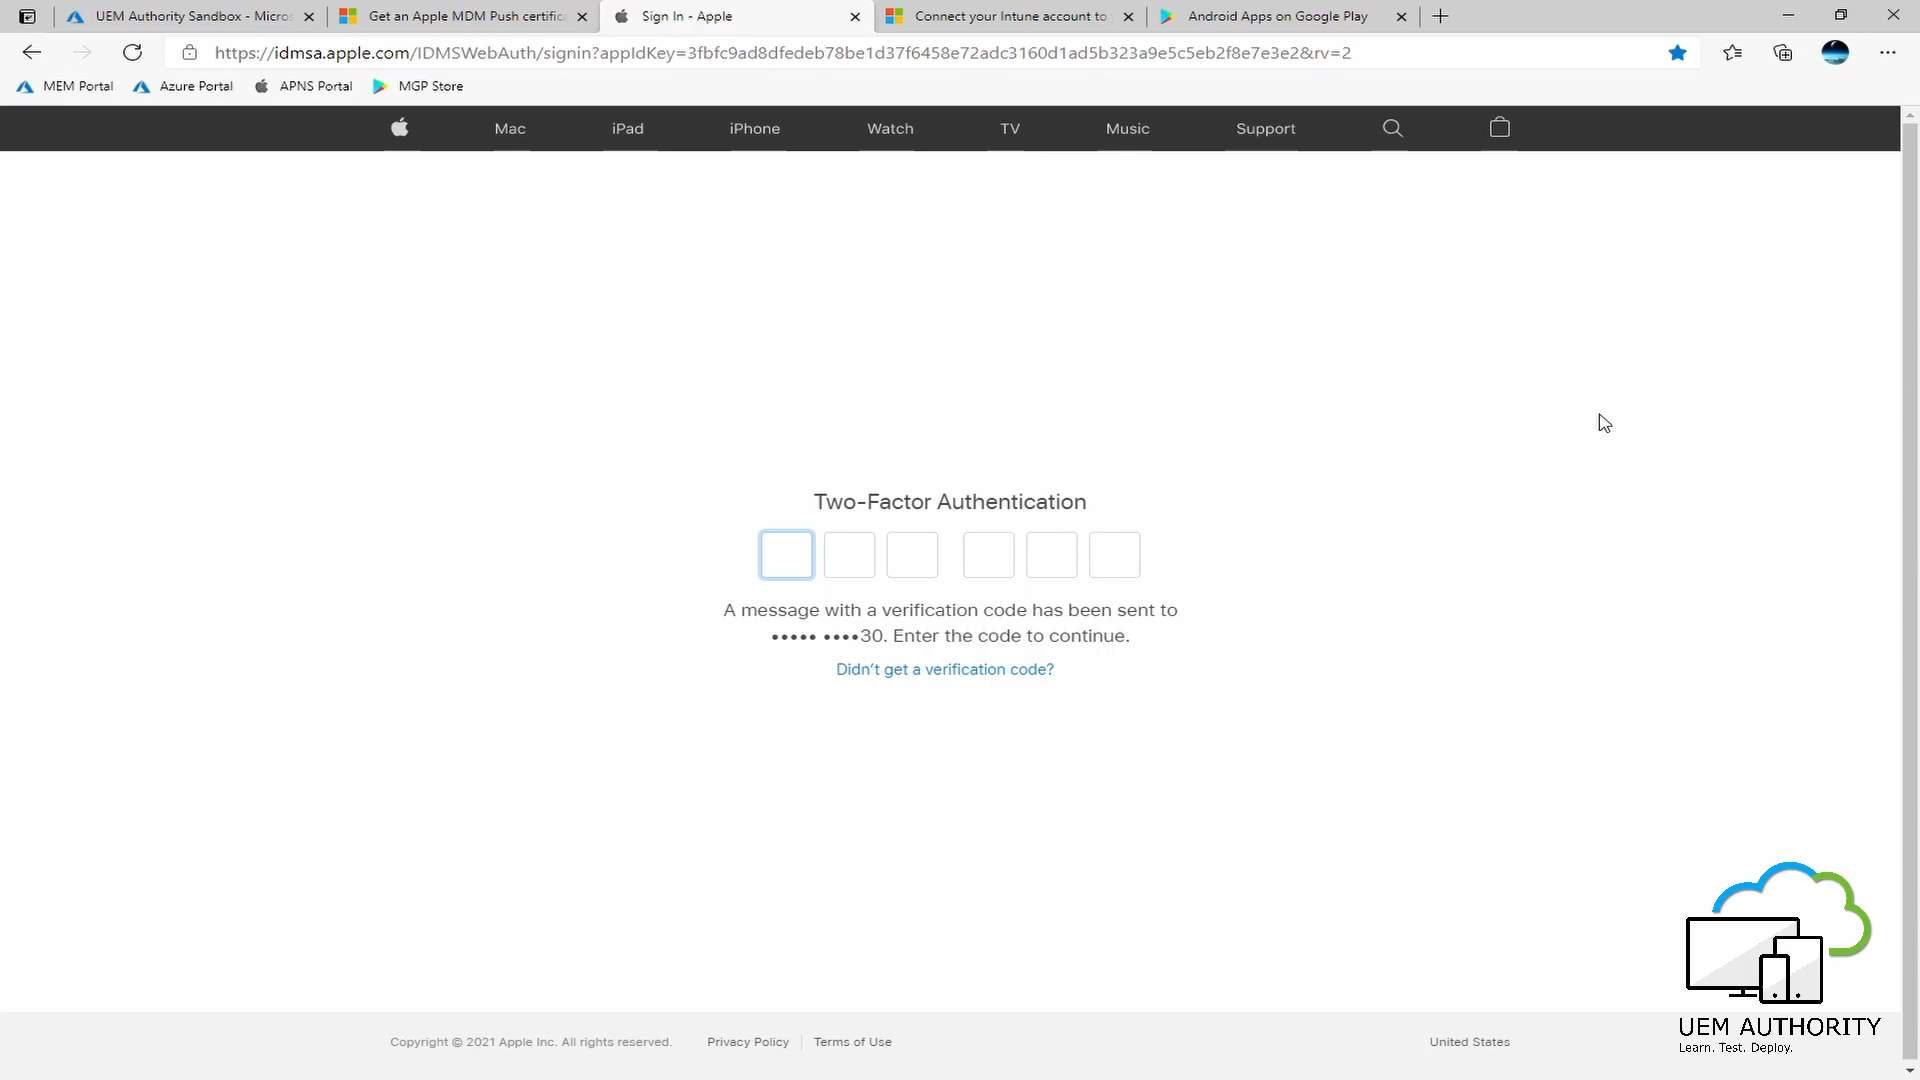 UEM Authority Sandbox - Micros
Get an Apple MDM Push certifica
Sign In - Apple
Connect your Intune account to
Android Apps on Google Play
https://idmsa.apple.com/IDMSWebAuth/signin?appIdKey=3fbfc9ad8dfedeb78be1d37f6458e72adc3160d1ad5b323a9e5c5eb2f8e7e3e2&rv=2
MEM Portal
Azure Portal
APNS Portal
MGP Store
Mac
iPad
iPhone
Watch
TV
Music
Support
Two-Factor Authentication
A message with a verification code has been sent to
••••• ••••30. Enter the code to continue.
Didn't get a verification code?
Copyright © 2021 Apple Inc. All rights reserved.
Privacy Policy
Terms of Use
United States
UEM AUTHORITY
Learn. Test. Deploy.